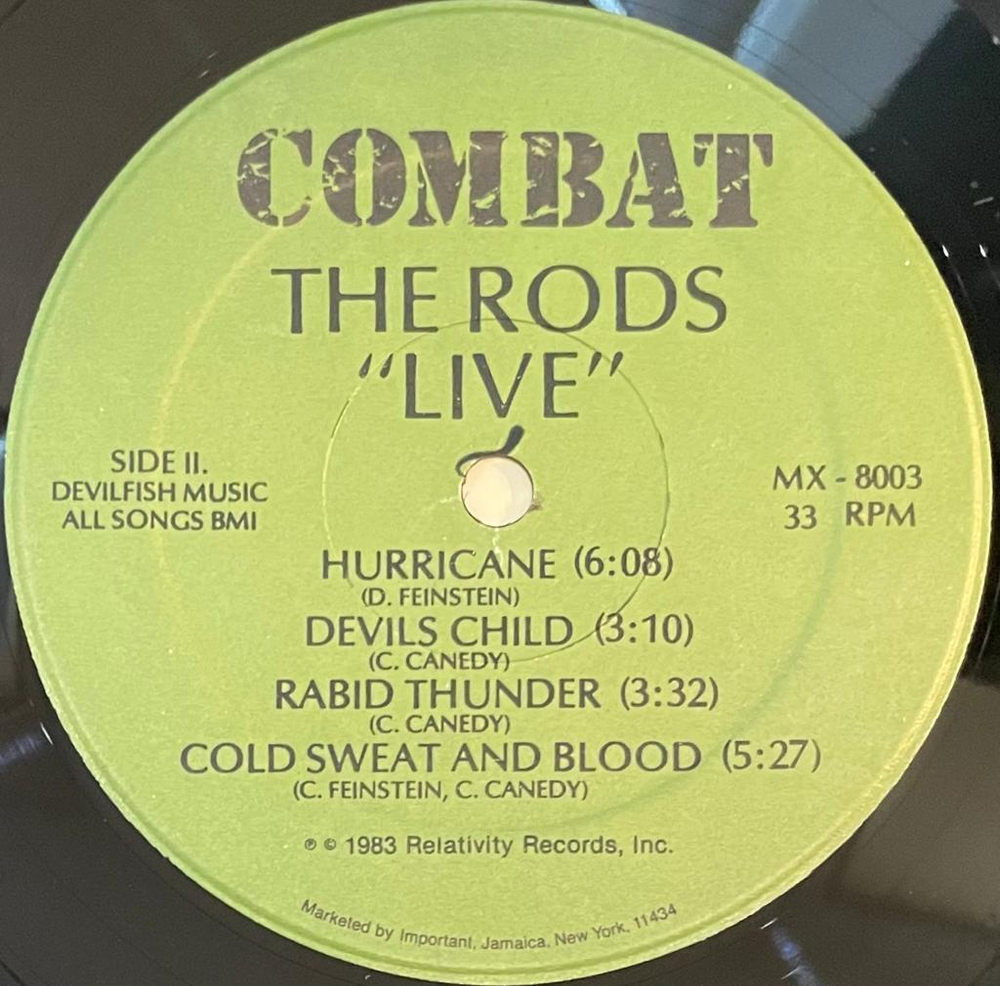 COMBAT
THE RODS
“LIVE”
SIDE II.
DEVILFISH MUSIC
ALL SONGS BMI
MX - 8003
33 RPM
HURRICANE (6:08)
(D. FEINSTEIN)
DEVILS CHILD (3:10)
(C. CANEDY)
RABID THUNDER (3:32)
(C. CANEDY)
COLD SWEAT AND BLOOD (5:27)
(C. FEINSTEIN, C. CANEDY)
℗ © 1983 Relativity Records, Inc.
Marketed by Important, Jamaica, New York, 11434